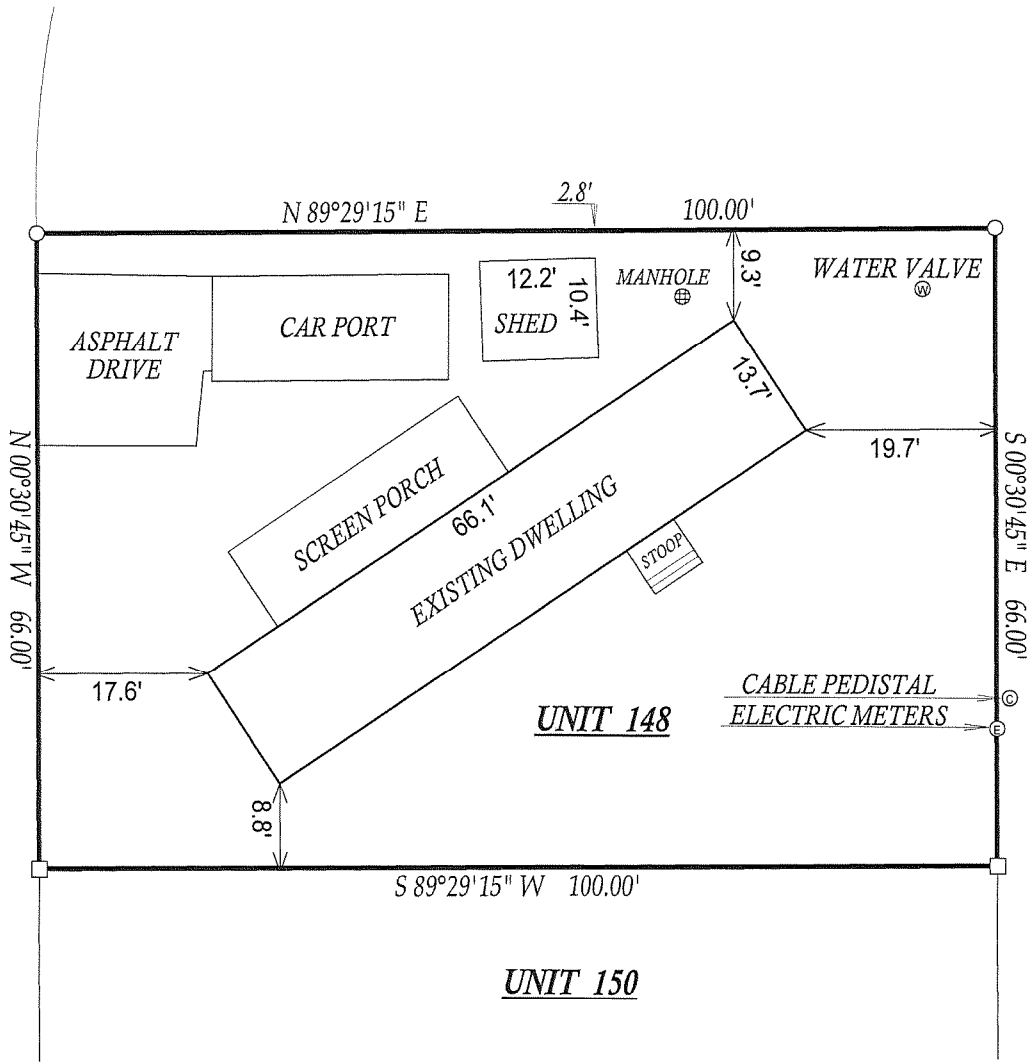 2.8'
N 89°29'15" E 100.00'
ASPHALT
DRIVE
CAR PORT
12.2'
10.4'
SHED
MANHOLE
9.3'
WATER VALVE
W
13.7'
19.7'
N 00°30'45" W 66.00'
S 00°30'45" E 66.00'
SCREEN PORCH
66.1'
EXISTING DWELLING
STOOP
17.6'
CABLE PEDISTAL
C
ELECTRIC METERS
E
UNIT 148
8.8'
S 89°29'15" W 100.00'
UNIT 150